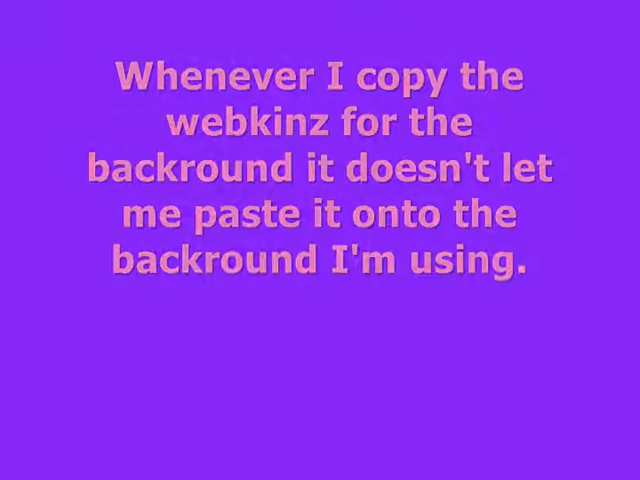 Whenever I copy the
webkinz for the
backround it doesn't let
me paste it onto the
backround I'm using.